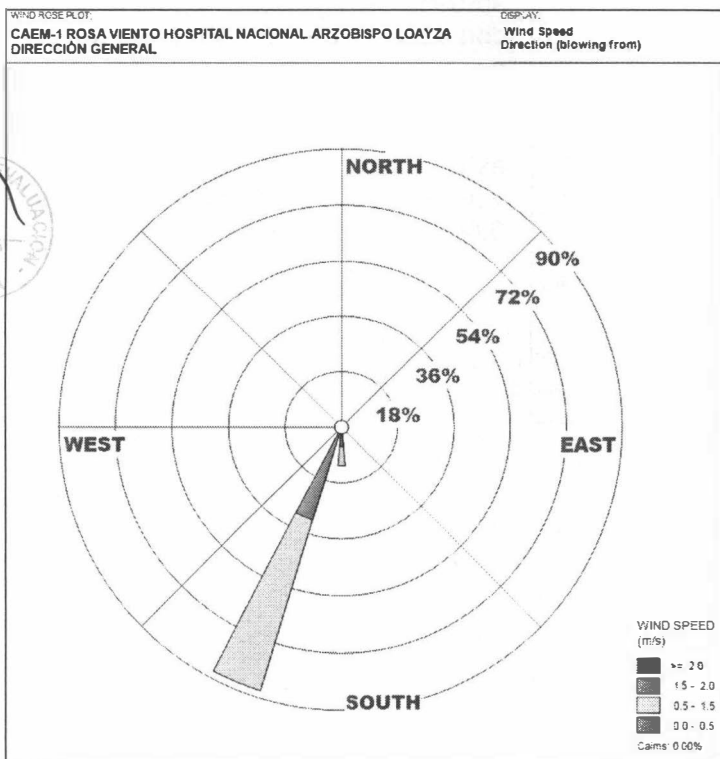 WIND ROSE PLOT:
CAEM-1 ROSA VIENTO HOSPITAL NACIONAL ARZOBISPO LOAYZA
DIRECCIÓN GENERAL
DISPLAY:
Wind Speed
Direction (blowing from)
NORTH
90%
72%
54%
36%
18%
WEST
EAST
SOUTH
WIND SPEED
(m/s)
>= 2.0
1.5 - 2.0
0.5 - 1.5
0.0 - 0.5
Calms: 0.00%